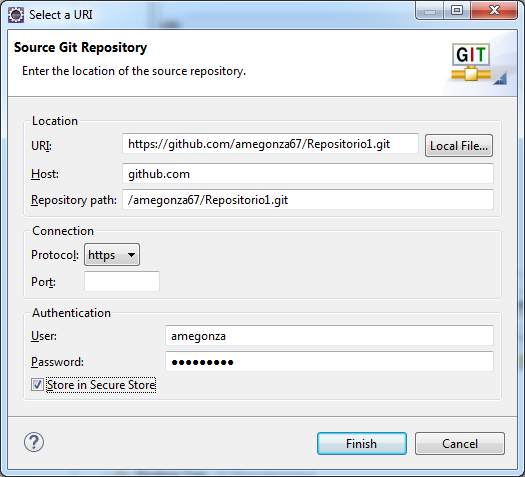 Select a URI
Source Git Repository
Enter the location of the source repository.
GIT
Location
URI: https://github.com/amegonza67/Repositorio1.git Local File...
Host: github.com
Repository path: /amegonza67/Repositorio1.git
Connection
Protocol: https
Port:
Authentication
User: amegonza
Password: ●●●●●●●●●
Store in Secure Store
? Finish Cancel